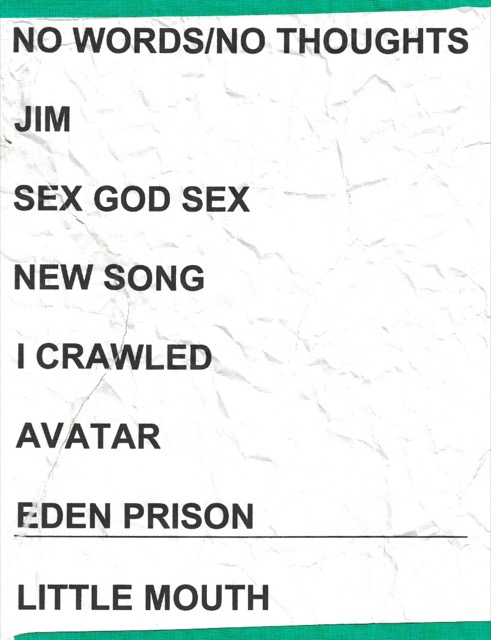 NO WORDS/NO THOUGHTS
JIM
SEX GOD SEX
NEW SONG
I CRAWLED
AVATAR
EDEN PRISON
LITTLE MOUTH